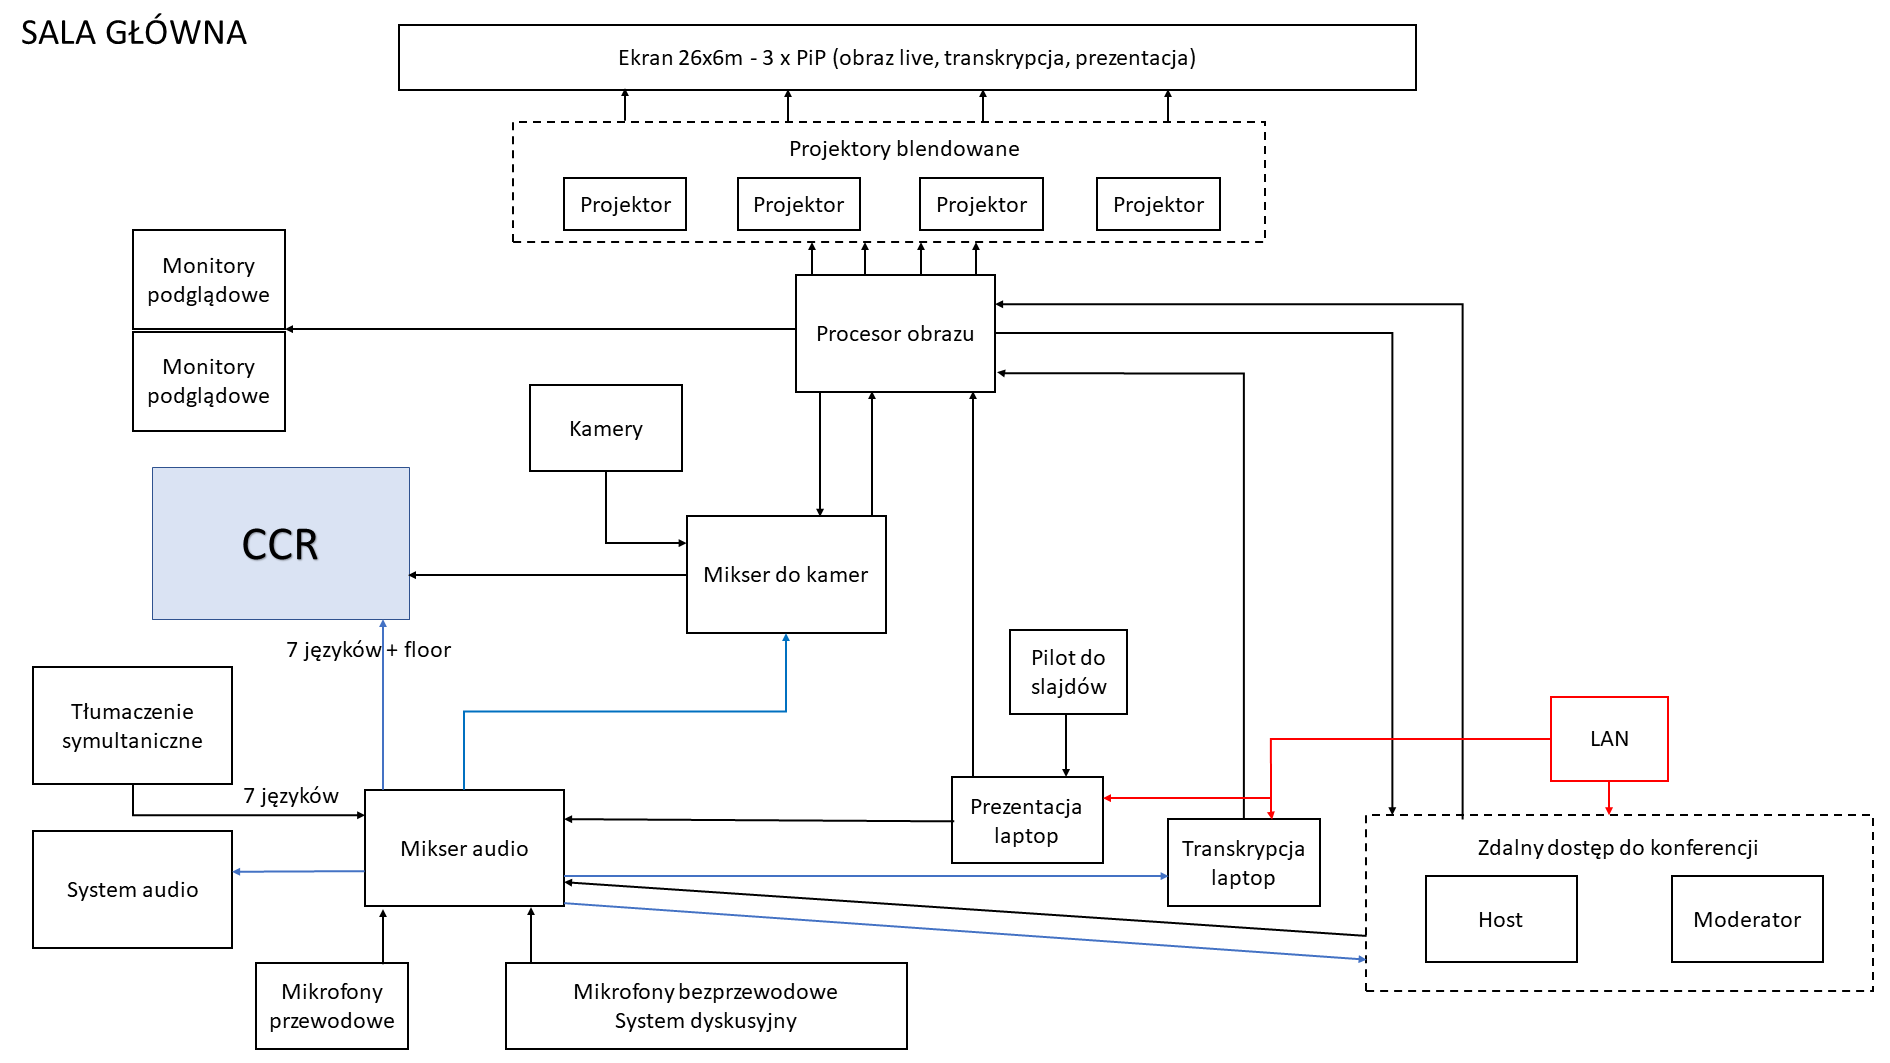 SALA GŁÓWNA
Ekran 26x6m - 3 x PiP (obraz live, transkrypcja, prezentacja)
Projektory blendowane
Projektor
Projektor
Projektor
Projektor
Monitory
podglądowe
Procesor obrazu
Monitory
podglądowe
Kamery
CCR
Mikser do kamer
7 języków + floor
Pilot do
slajdów
Tłumaczenie
symultaniczne
LAN
7 języków
Prezentacja
laptop
Mikser audio
Transkrypcja
laptop
Zdalny dostęp do konferencji
System audio
Host
Moderator
Mikrofony
przewodowe
Mikrofony bezprzewodowe
System dyskusyjny